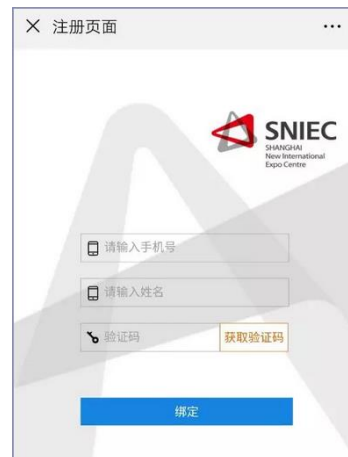 注册页面
SNIEC
SHANGHAI
New International
Expo Centre
请输入手机号
请输入姓名
验证码 获取验证码
绑定